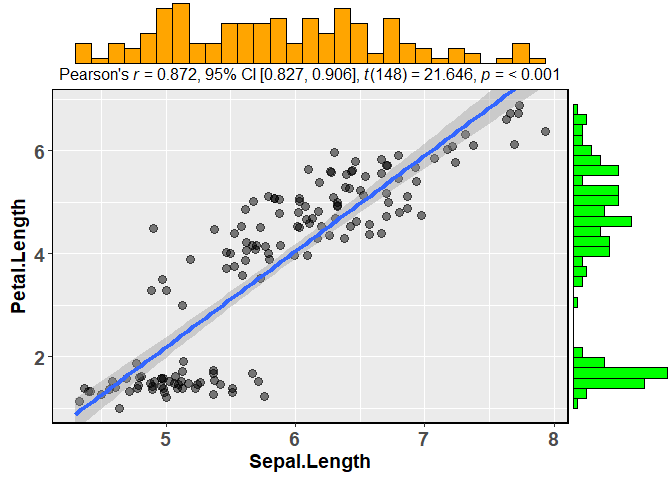 Pearson's r = 0.872, 95% CI [0.827, 0.906], t(148) = 21.646, p = < 0.001
6
4
2
Petal.Length
5 6 7 8
Sepal.Length